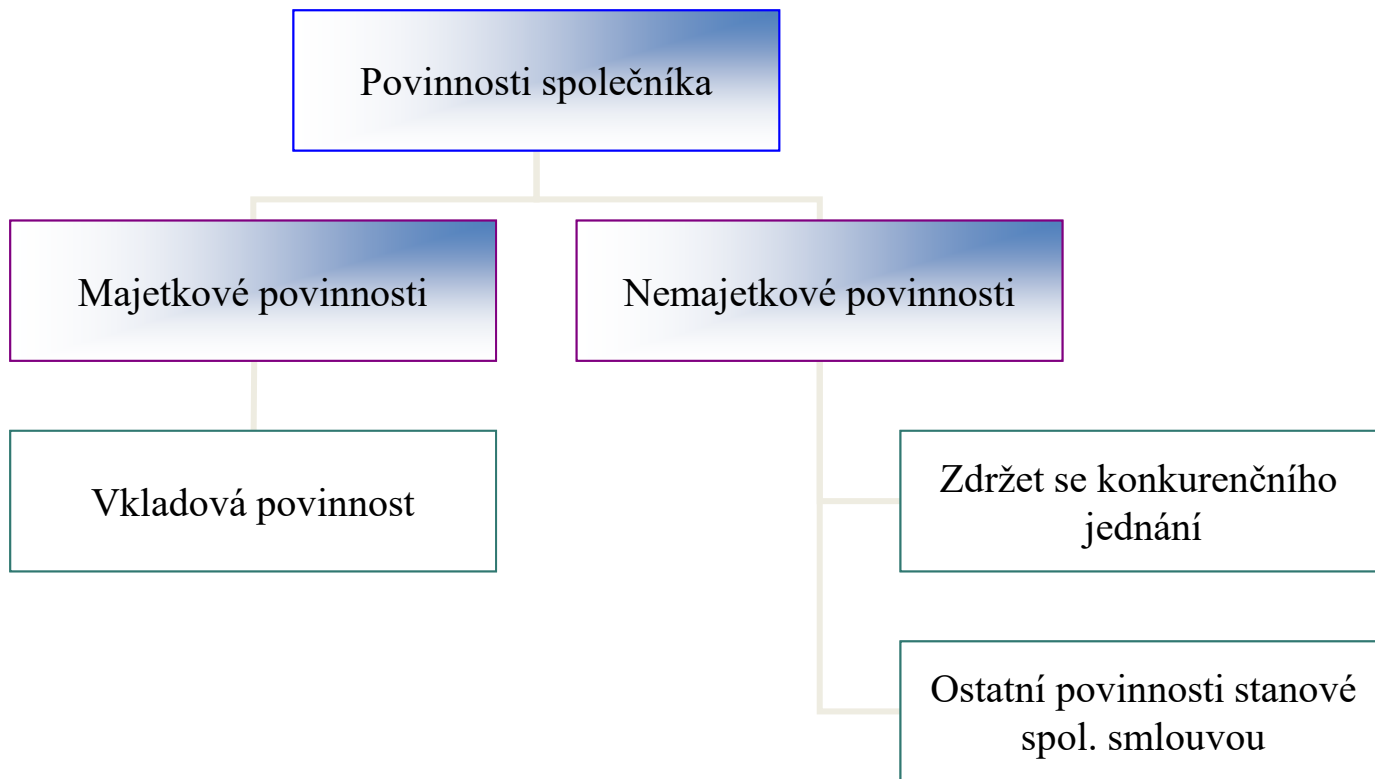 Povinnosti společníka
Majetkové povinnosti
Nemajetkové povinnosti
Vkladová povinnost
Zdržet se konkurenčního
jednání
Ostatní povinnosti stanové
spol. smlouvou